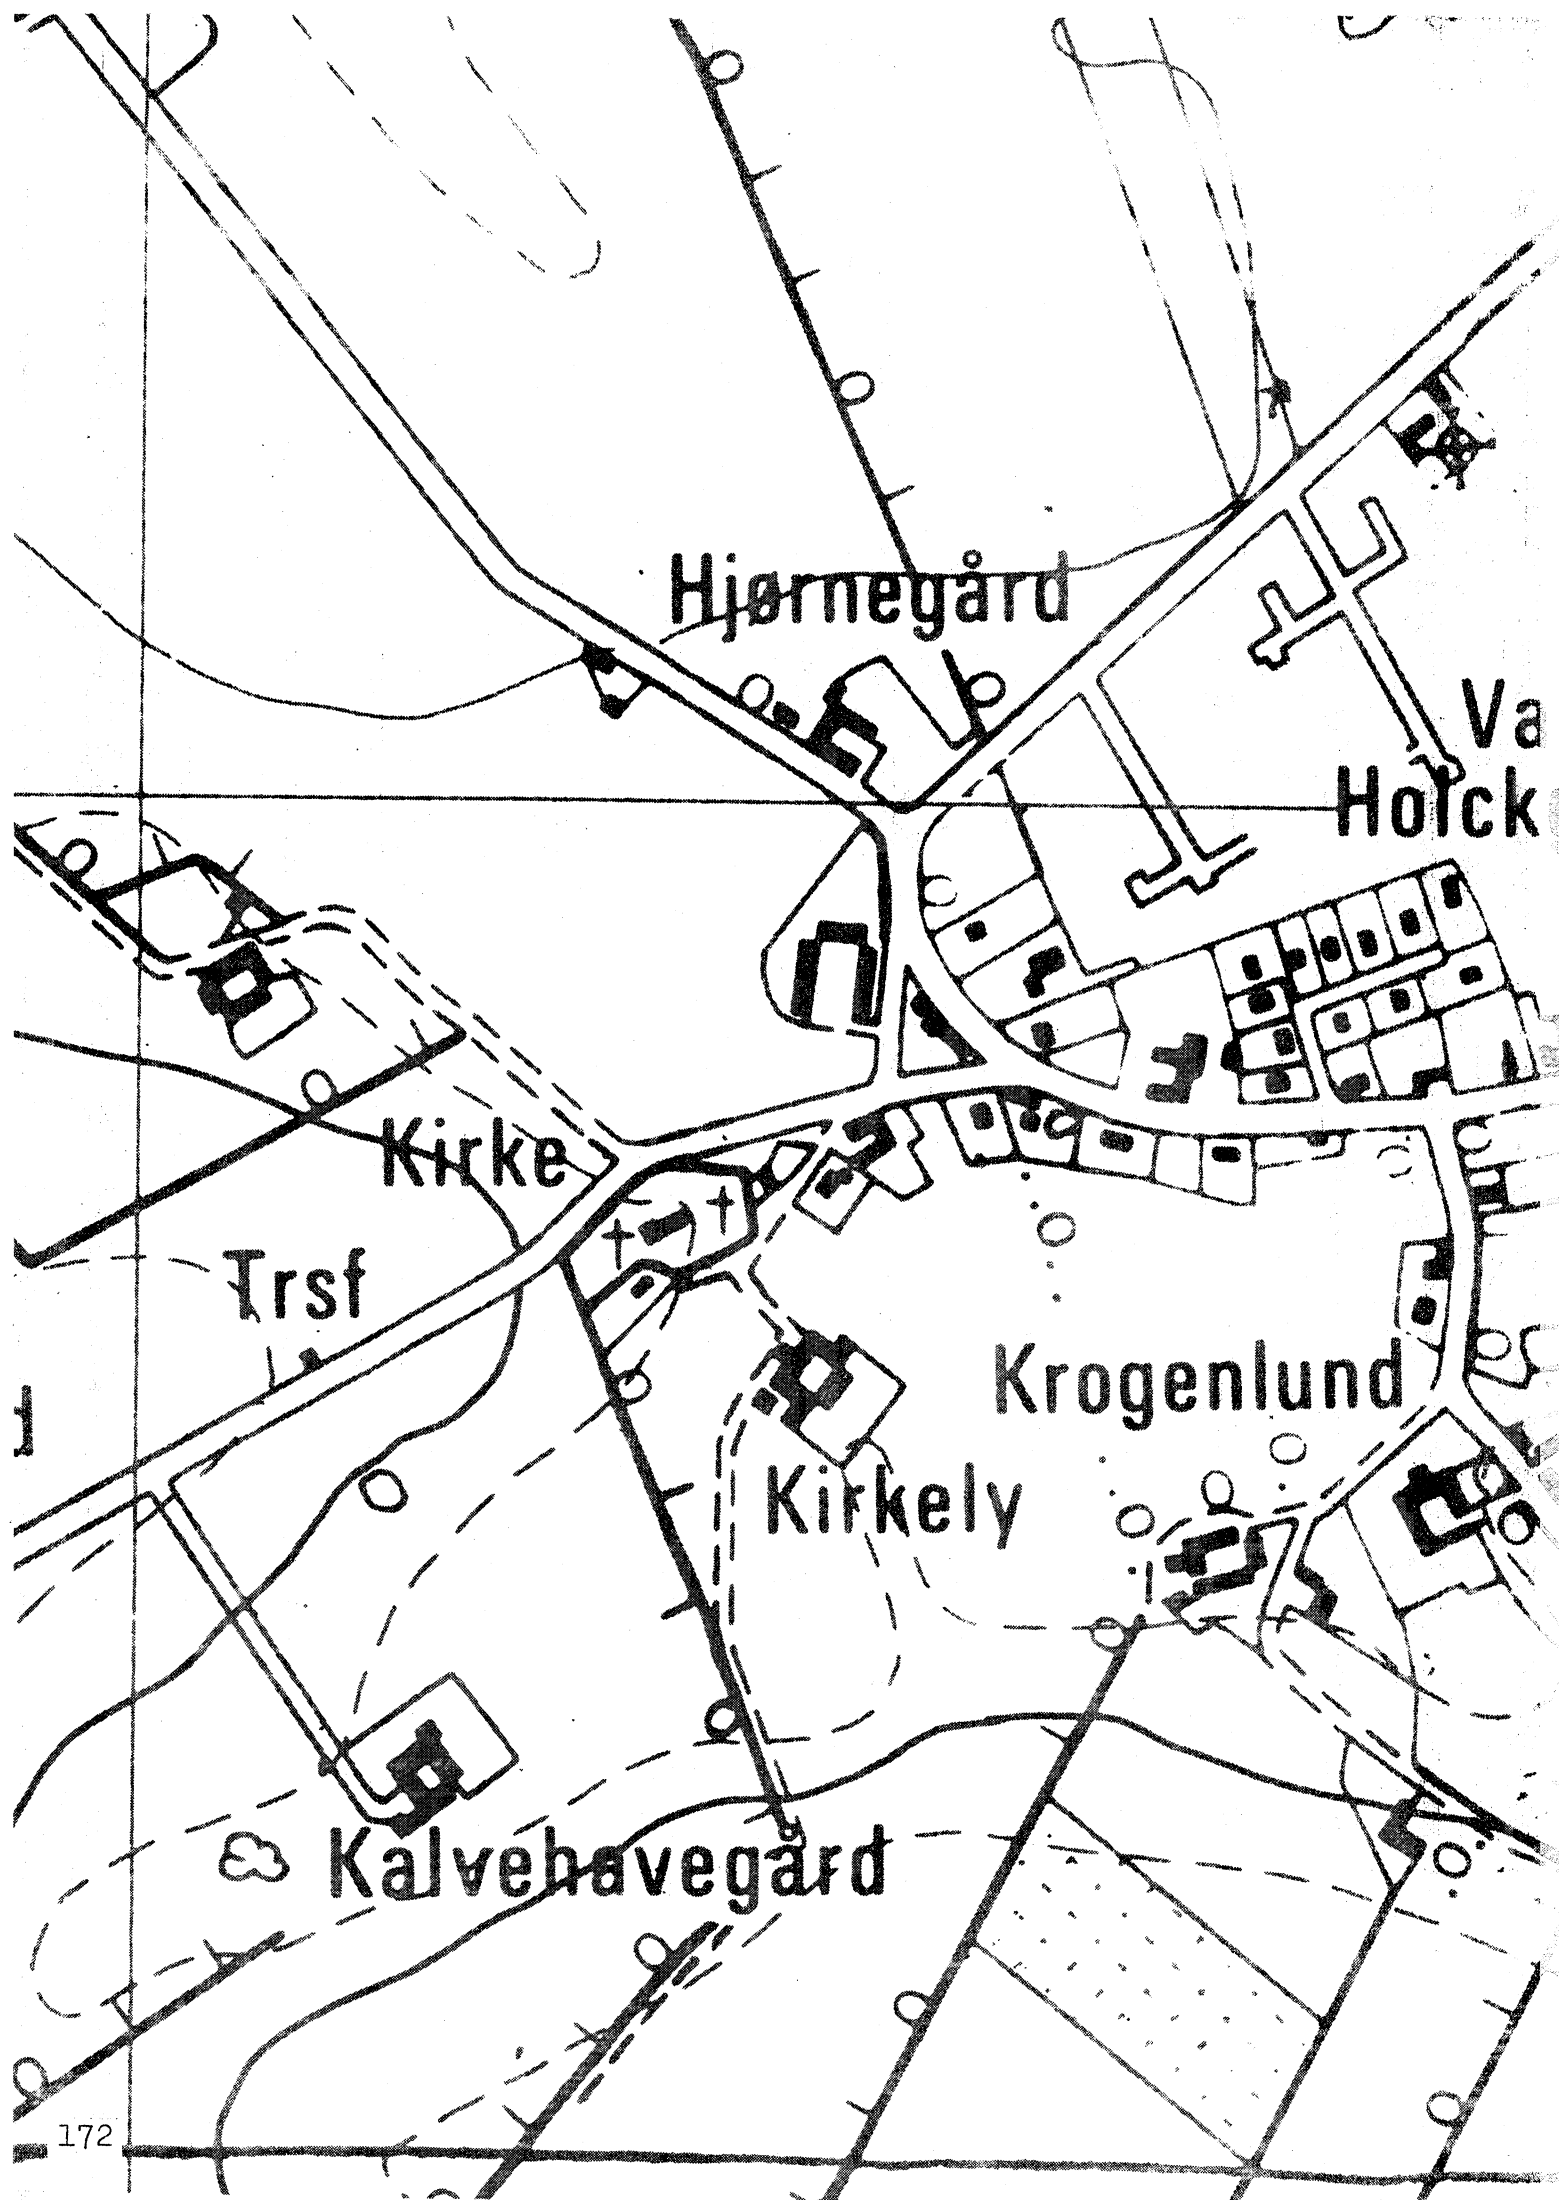 Hjørnegård
Va
Holck
Kirke
Trsf
d
Krogenlund
Kirkely
Kalvehavegård
172